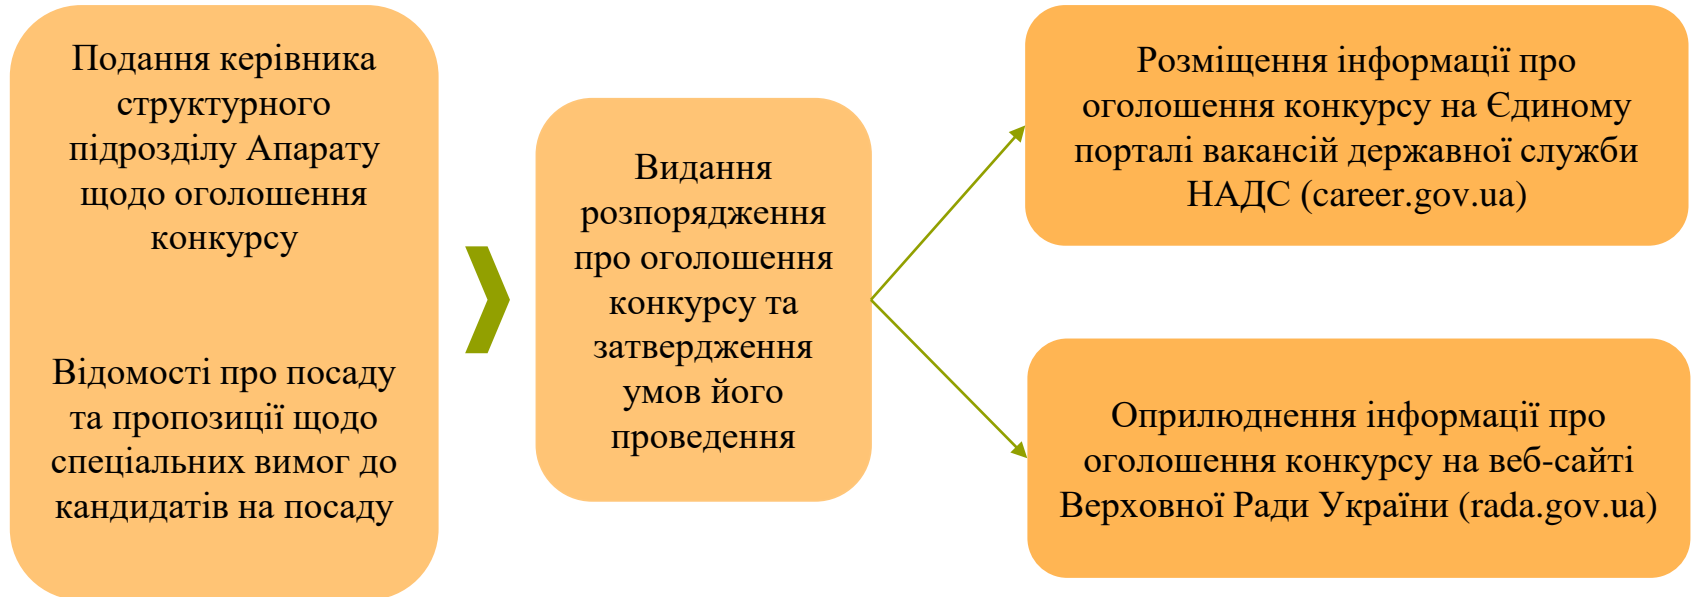 Подання керівника
структурного
підрозділу Апарату
щодо оголошення
конкурсу
Відомості про посаду
та пропозиції щодо
спеціальних вимог до
кандидатів на посаду
Видання
розпорядження
про оголошення
конкурсу та
затвердження
умов його
проведення
Розміщення інформації про
оголошення конкурсу на Єдиному
порталі вакансій державної служби
НАДС (career.gov.ua)
Оприлюднення інформації про
оголошення конкурсу на веб-сайті
Верховної Ради України (rada.gov.ua)